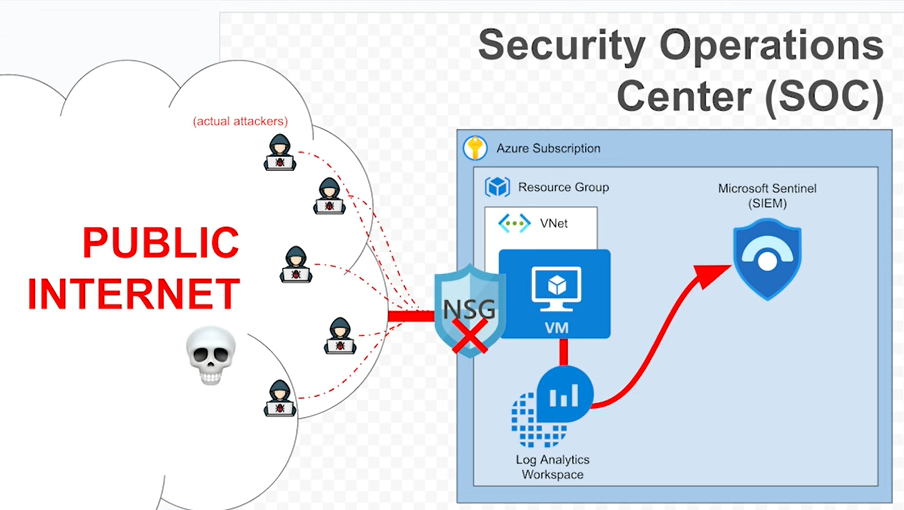 Security Operations
Center (SOC)
(actual attackers)
PUBLIC
INTERNET
Azure Subscription
Resource Group
VNet
Microsoft Sentinel
(SIEM)
NSG
VM
Log Analytics
Workspace